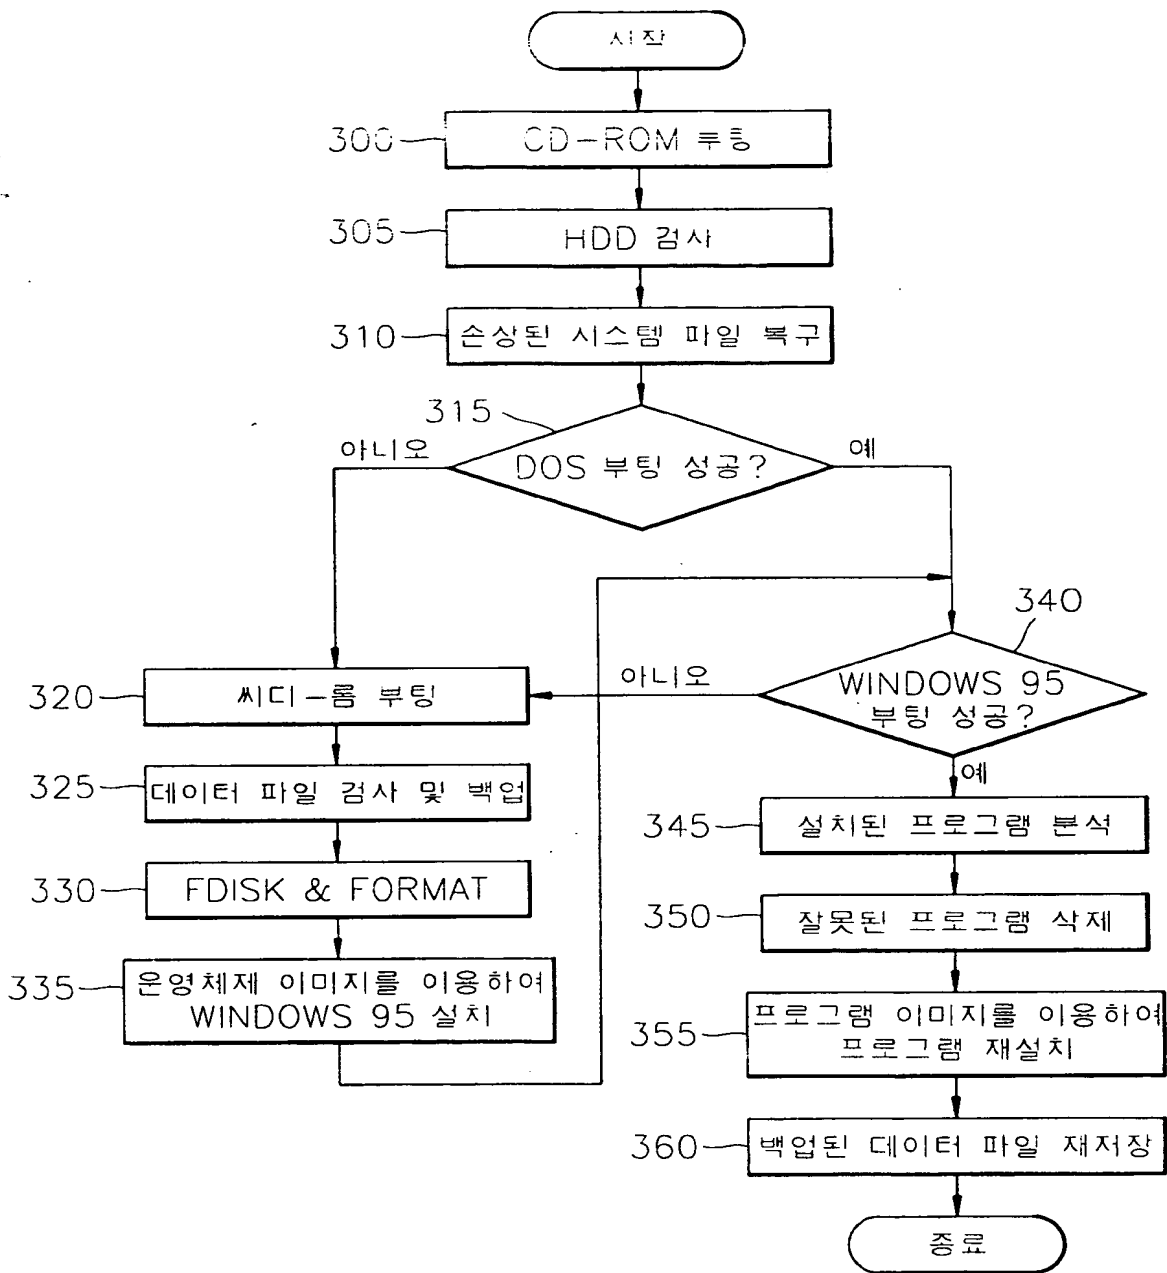 시작
300
CD-ROM 부팅
305
HDD 검사
310
손상된 시스템 파일 복구
315
아니오
DOS 부팅 성공?
예
340
320
씨디-롬 부팅
아니오
WINDOWS 95
부팅 성공?
예
325
데이터 파일 검사 및 백업
345
설치된 프로그램 분석
330
FDISK & FORMAT
350
잘못된 프로그램 삭제
335
운영체제 이미지를 이용하여
WINDOWS 95 설치
355
프로그램 이미지를 이용하여
프로그램 재설치
360
백업된 데이터 파일 재저장
종료